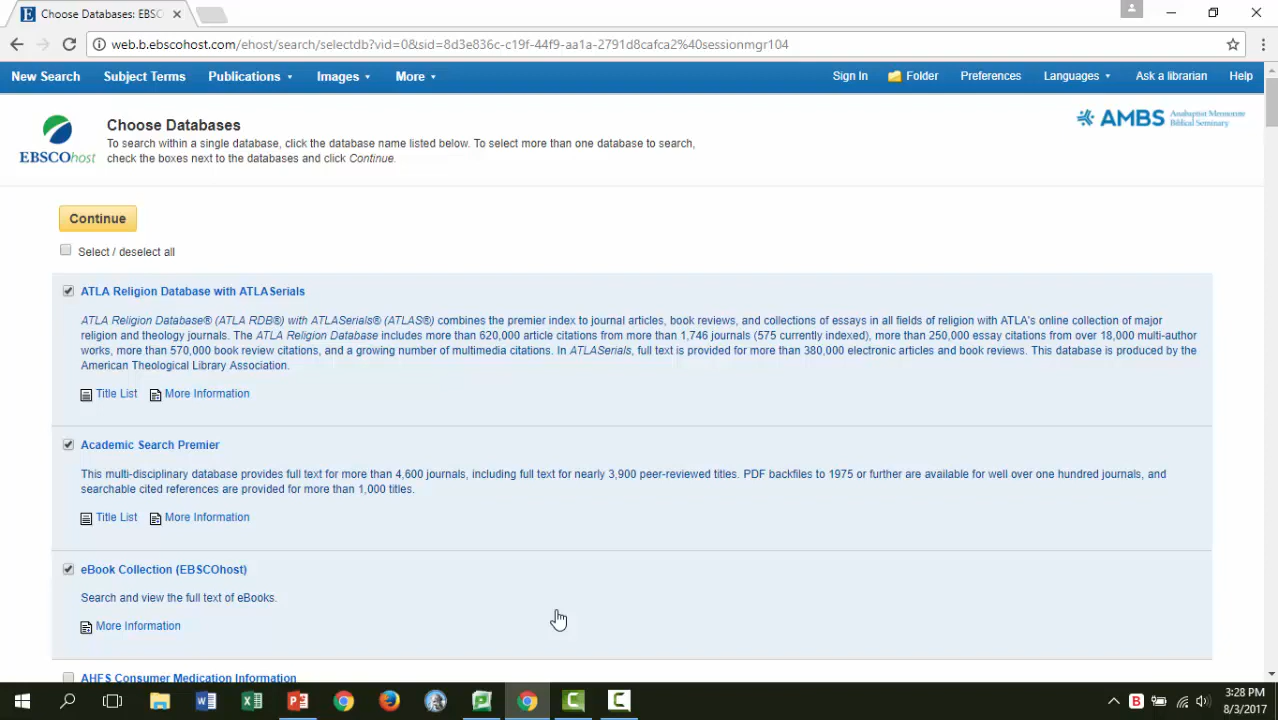 Choose Databases: EBSC
web.b.ebscohost.com/ehost/search/selectdb?vid=0&sid=8d3e836c-c19f-44f9-aa1a-2791d8cafca2%40sessionmgr104
New Search Subject Terms Publications Images More Sign In Folder Preferences Languages Ask a librarian Help
EBSCOhost
Choose Databases
To search within a single database, click the database name listed below. To select more than one database to search,
check the boxes next to the databases and click Continue.
AMBS Anabaptist Mennonite
Biblical Seminary
Continue
Select / deselect all
ATLA Religion Database with ATLASerials
ATLA Religion Database® (ATLA RDB®) with ATLASerials® (ATLAS®) combines the premier index to journal articles, book reviews, and collections of essays in all fields of religion with ATLA's online collection of major
religion and theology journals. The ATLA Religion Database includes more than 620,000 article citations from more than 1,746 journals (575 currently indexed), more than 250,000 essay citations from over 18,000 multi-author
works, more than 570,000 book review citations, and a growing number of multimedia citations. In ATLASerials, full text is provided for more than 380,000 electronic articles and book reviews. This database is produced by the
American Theological Library Association.
Title List More Information
Academic Search Premier
This multi-disciplinary database provides full text for more than 4,600 journals, including full text for nearly 3,900 peer-reviewed titles. PDF backfiles to 1975 or further are available for well over one hundred journals, and
searchable cited references are provided for more than 1,000 titles.
Title List More Information
eBook Collection (EBSCOhost)
Search and view the full text of eBooks.
More Information
AHFS Consumer Medication Information
3:28 PM
8/3/2017